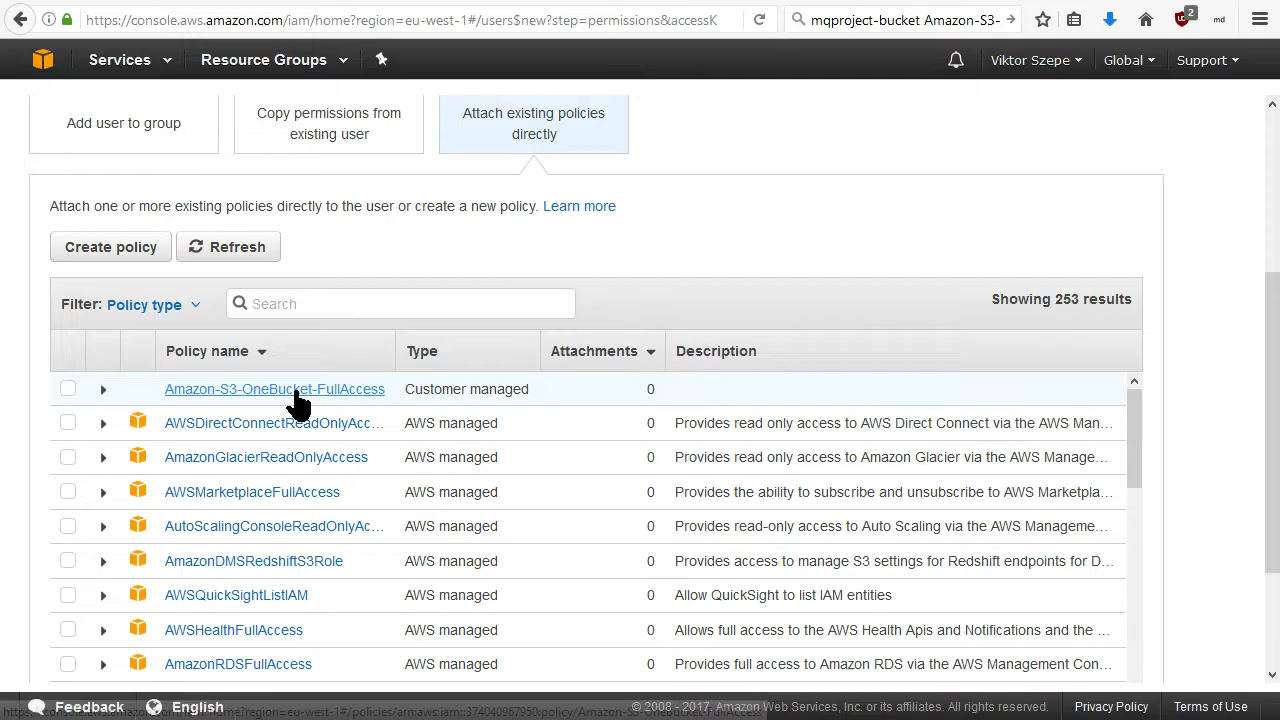 https://console.aws.amazon.com/iam/home?region=eu-west-1#/users$new?step=permissions&accessK
mqproject-bucket Amazon-S3-
2
md
Services
Resource Groups
Viktor Szepe
Global
Support
Add user to group
Copy permissions from
existing user
Attach existing policies
directly
Attach one or more existing policies directly to the user or create a new policy. Learn more
Create policy
Refresh
Filter: Policy type
Search
Showing 253 results
Policy name
Type
Attachments
Description
Amazon-S3-OneBucket-FullAccess Customer managed 0
AWSDirectConnectReadOnlyAcc... AWS managed 0 Provides read only access to AWS Direct Connect via the AWS Man...
AmazonGlacierReadOnlyAccess AWS managed 0 Provides read only access to Amazon Glacier via the AWS Manage...
AWSMarketplaceFullAccess AWS managed 0 Provides the ability to subscribe and unsubscribe to AWS Marketpla...
AutoScalingConsoleReadOnlyAc... AWS managed 0 Provides read-only access to Auto Scaling via the AWS Manageme...
AmazonDMSRedshiftS3Role AWS managed 0 Provides access to manage S3 settings for Redshift endpoints for D...
AWSQuickSightListIAM AWS managed 0 Allow QuickSight to list IAM entities
AWSHealthFullAccess AWS managed 0 Allows full access to the AWS Health Apis and Notifications and the ...
AmazonRDSFullAccess AWS managed 0 Provides full access to Amazon RDS via the AWS Management Con...
Feedback
English
© 2008 - 2017, Amazon Web Services, Inc. or its affiliates. All rights reserved.
Privacy Policy
Terms of Use